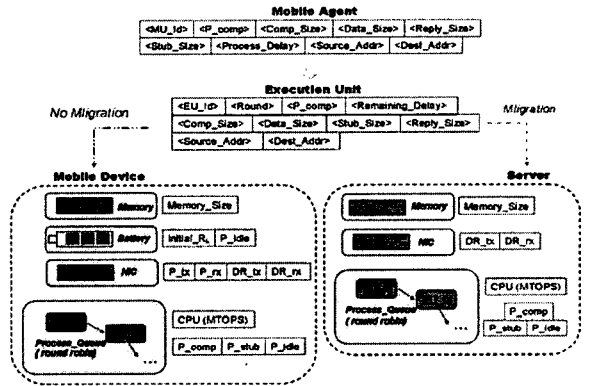 Mobile Agent
<MU_Id> <P_comp> <Comp_Size> <Data_Size> <Reply_Size>
<Stub_Size> <Process_Delay> <Source_Addr> <Dest_Addr>
Execution Unit
<EU_Id> <Round> <P_comp> <Remaining_Delay>
<Comp_Size> <Data_Size> <Stub_Size> <Reply_Size>
<Source_Addr> <Dest_Addr>
No Migration
Migration
Mobile Device
Memory Memory_Size
Battery Initial_R P_idle
NIC P_tx P_rx DR_tx DR_rx
Process_Queue
(round robin)
...
CPU (MTOPS)
P_comp P_stub P_idle
Server
Memory Memory_Size
NIC DR_tx DR_rx
Process_Queue
(round robin)
...
CPU (MTOPS)
P_comp
P_stub P_idle